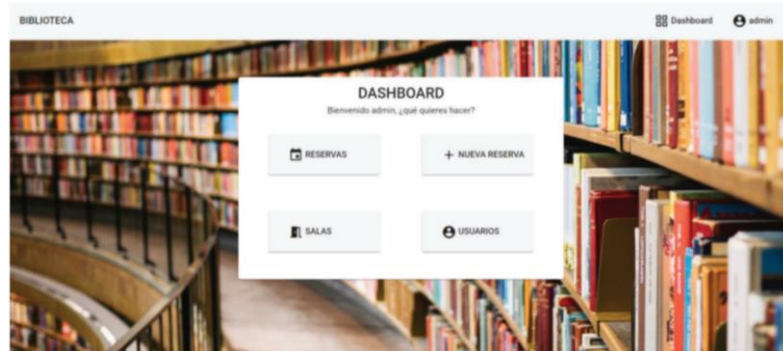 BIBLIOTECA
Dashboard
admin
DASHBOARD
Bienvenido admin, ¿qué quieres hacer?
RESERVAS
+ NUEVA RESERVA
SALAS
USUARIOS